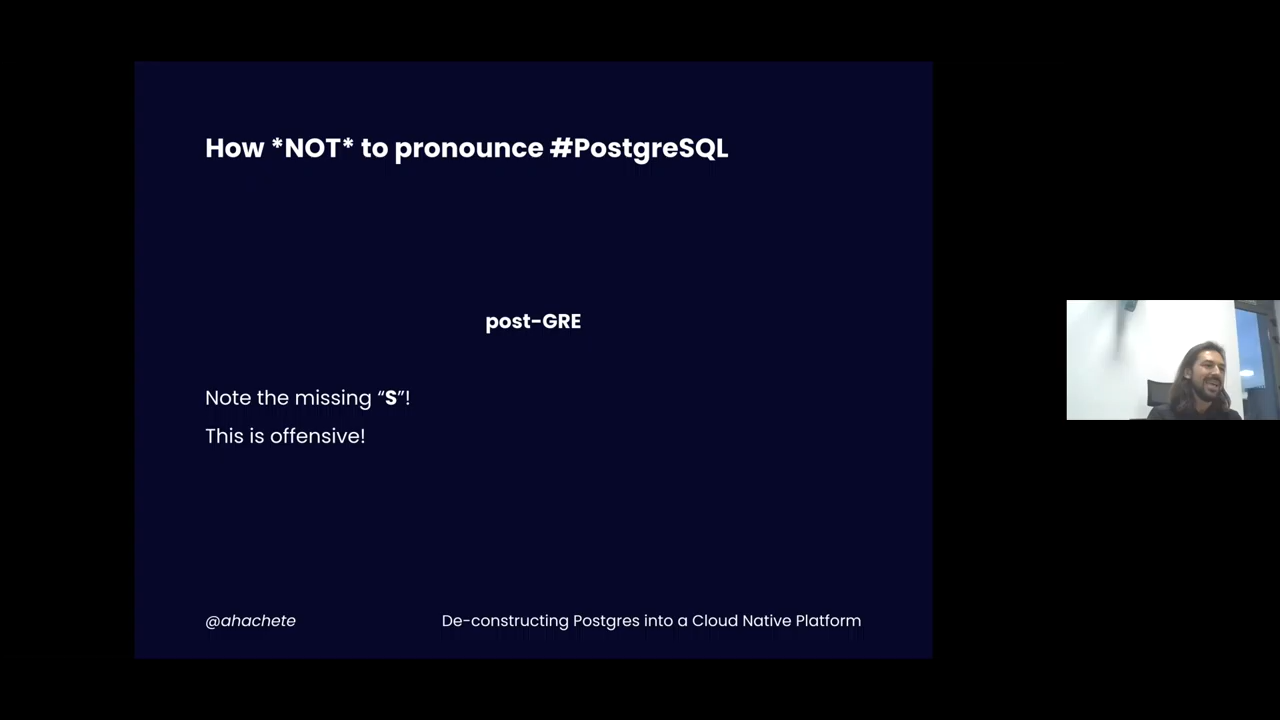 How *NOT* to pronounce #PostgreSQL
post-GRE
Note the missing “S”!
This is offensive!
@ahachete
De-constructing Postgres into a Cloud Native Platform